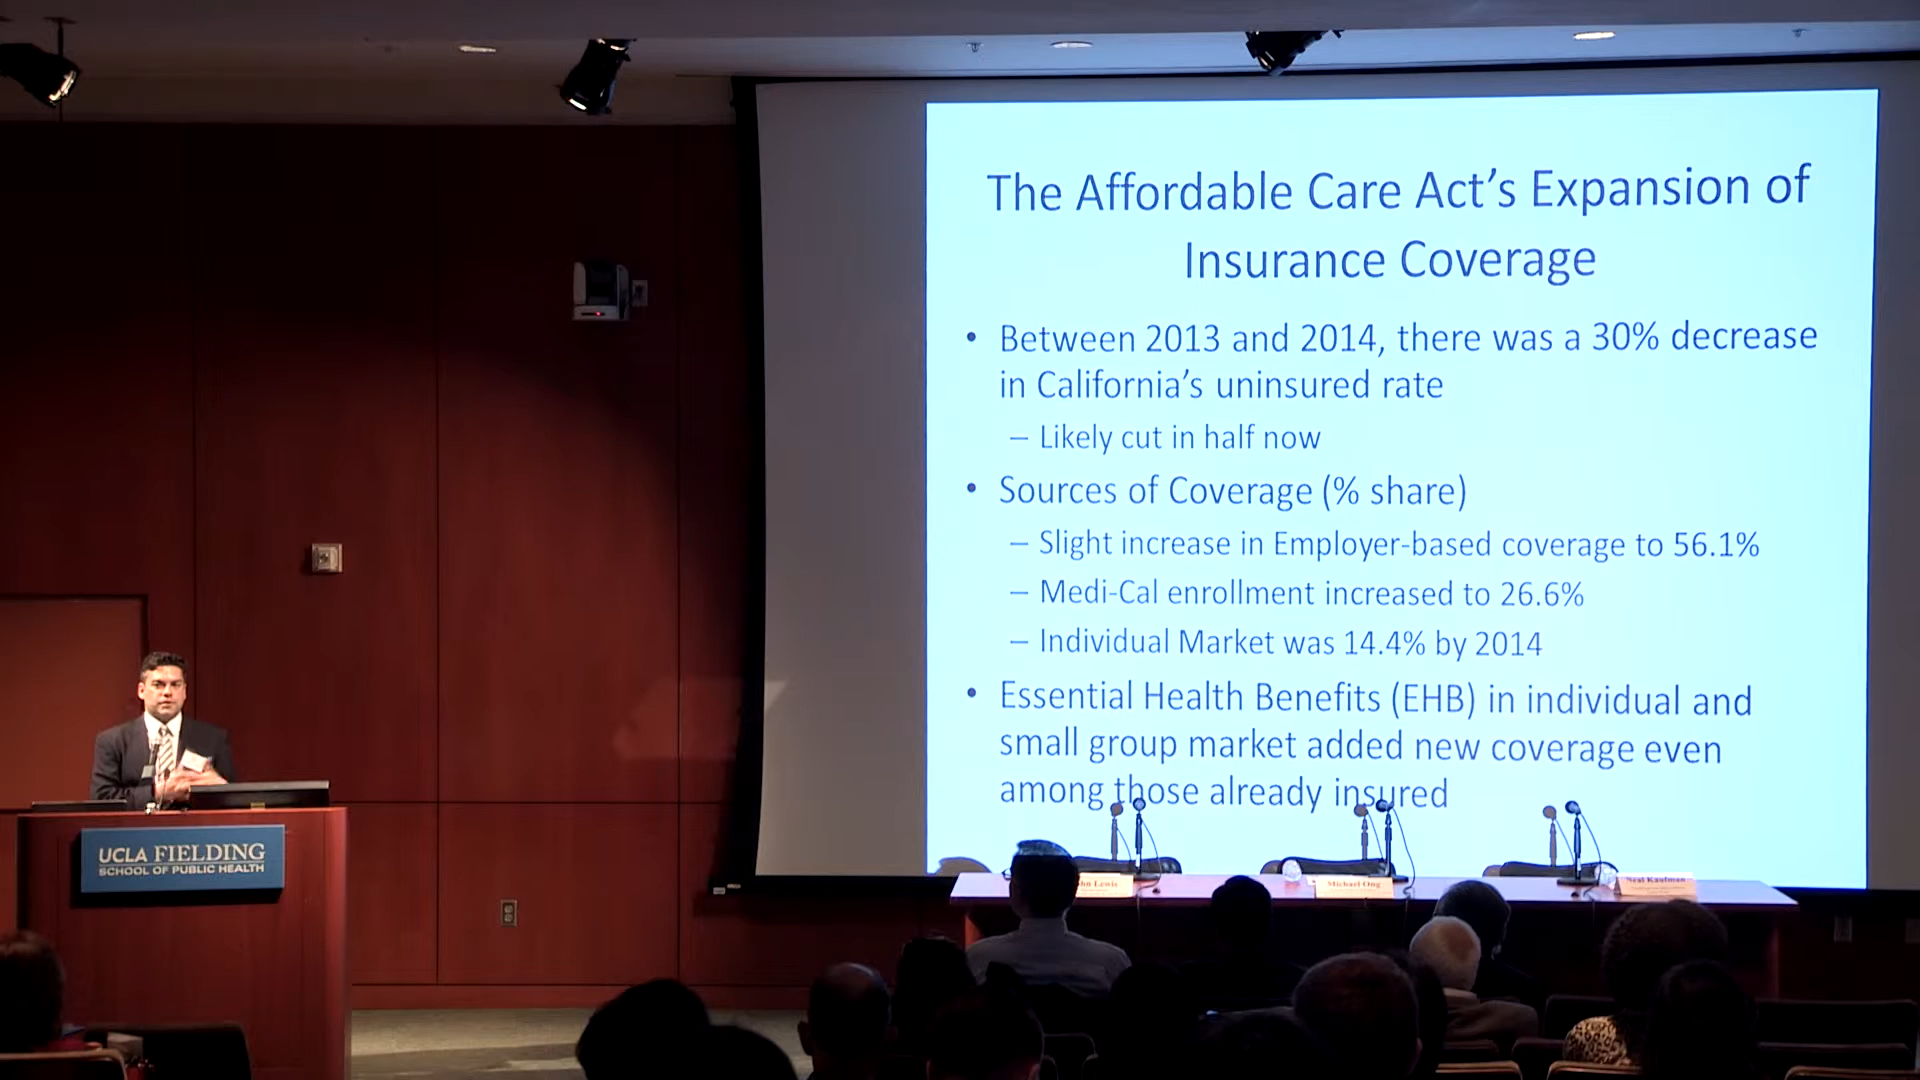 The Affordable Care Act's Expansion of
Insurance Coverage
• Between 2013 and 2014, there was a 30% decrease
in California's uninsured rate
– Likely cut in half now
• Sources of Coverage (% share)
– Slight increase in Employer-based coverage to 56.1%
– Medi-Cal enrollment increased to 26.6%
– Individual Market was 14.4% by 2014
• Essential Health Benefits (EHB) in individual and
small group market added new coverage even
among those already insured
UCLA FIELDING
SCHOOL OF PUBLIC HEALTH
Lewis
Michael Ong
Neal Kaufman